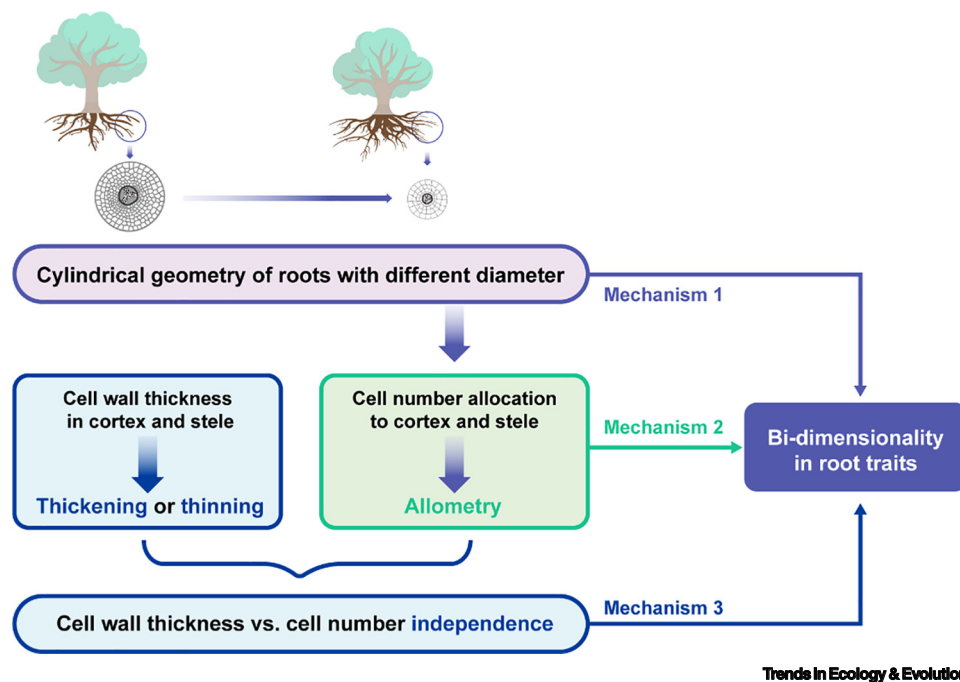 Cylindrical geometry of roots with different diameter
Mechanism 1
Cell wall thickness
in cortex and stele
Thickening or thinning
Cell number allocation
to cortex and stele
Allometry
Mechanism 2
Bi-dimensionality
in root traits
Cell wall thickness vs. cell number independence
Mechanism 3
Trends in Ecology & Evolution